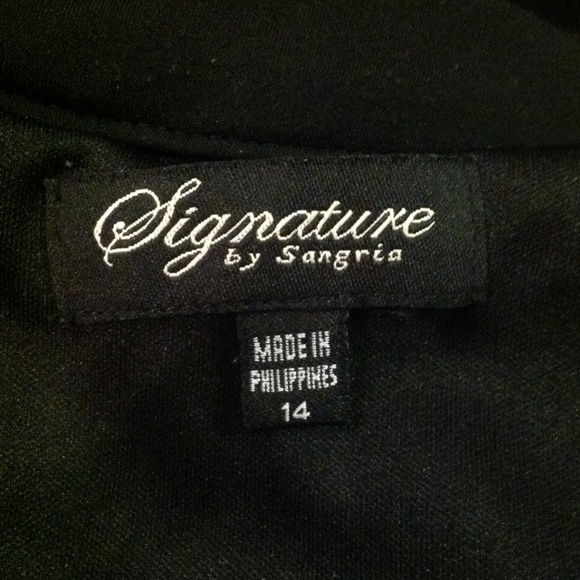 Signature
by Sangria
MADE IN
PHILIPPINES
14